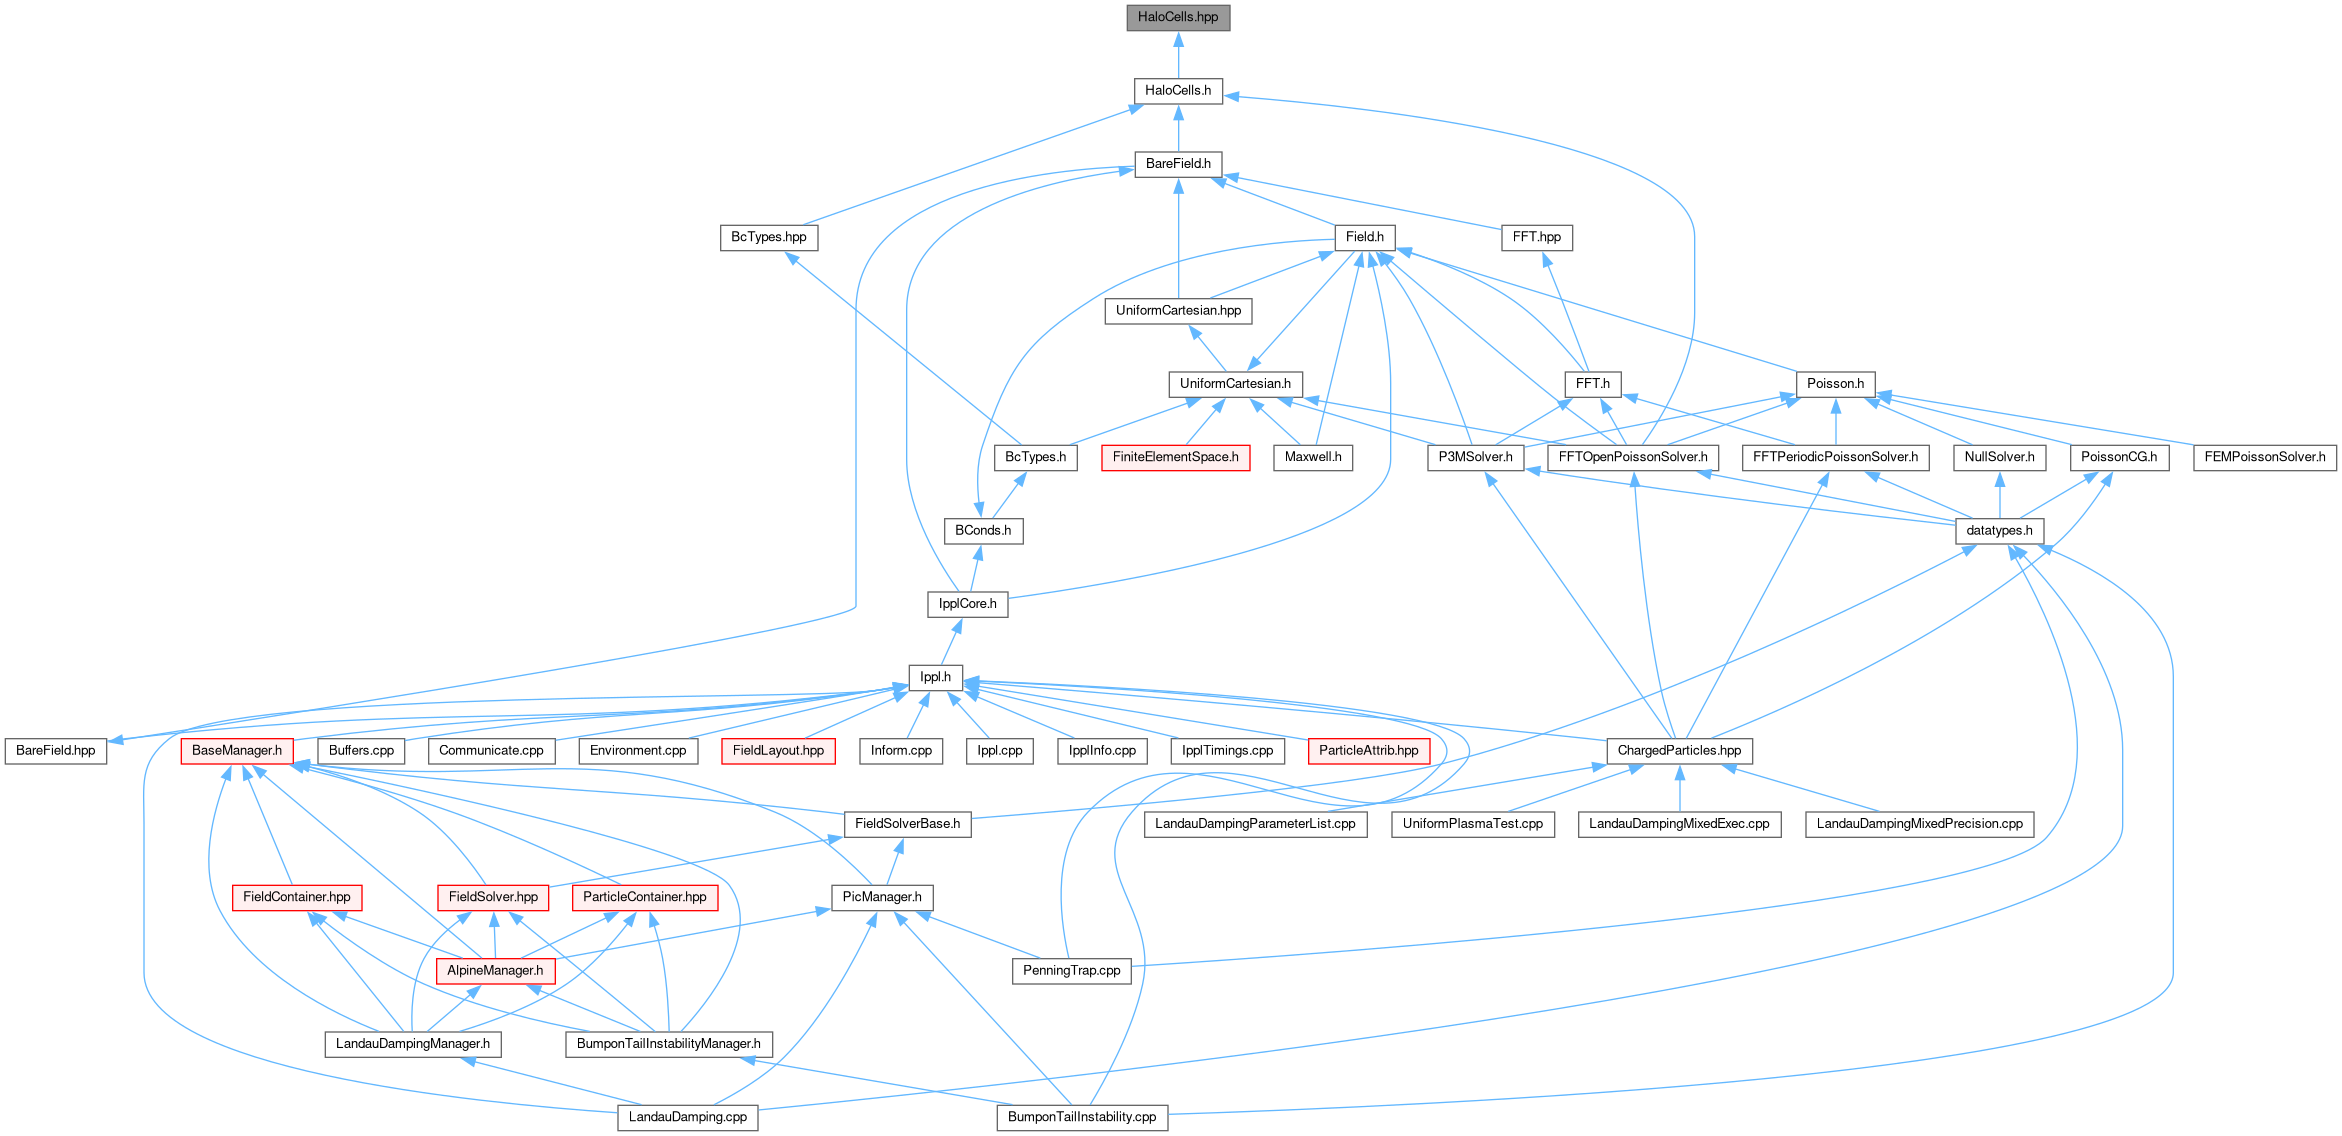 HaloCells.hpp
HaloCells.h
BareField.h
BcTypes.hpp
Field.h
FFT.hpp
UniformCartesian.hpp
UniformCartesian.h
FFT.h
Poisson.h
BcTypes.h
FiniteElementSpace.h
Maxwell.h
P3MSolver.h
FFTOpenPoissonSolver.h
FFTPeriodicPoissonSolver.h
NullSolver.h
PoissonCG.h
FEMPoissonSolver.h
BConds.h
datatypes.h
IpplCore.h
Ippl.h
BareField.hpp
BaseManager.h
Buffers.cpp
Communicate.cpp
Environment.cpp
FieldLayout.hpp
Inform.cpp
Ippl.cpp
IpplInfo.cpp
IpplTimings.cpp
ParticleAttrib.hpp
ChargedParticles.hpp
FieldSolverBase.h
LandauDampingParameterList.cpp
UniformPlasmaTest.cpp
LandauDampingMixedExec.cpp
LandauDampingMixedPrecision.cpp
FieldContainer.hpp
FieldSolver.hpp
ParticleContainer.hpp
PicManager.h
AlpineManager.h
PenningTrap.cpp
LandauDampingManager.h
BumponTailInstabilityManager.h
LandauDamping.cpp
BumponTailInstability.cpp